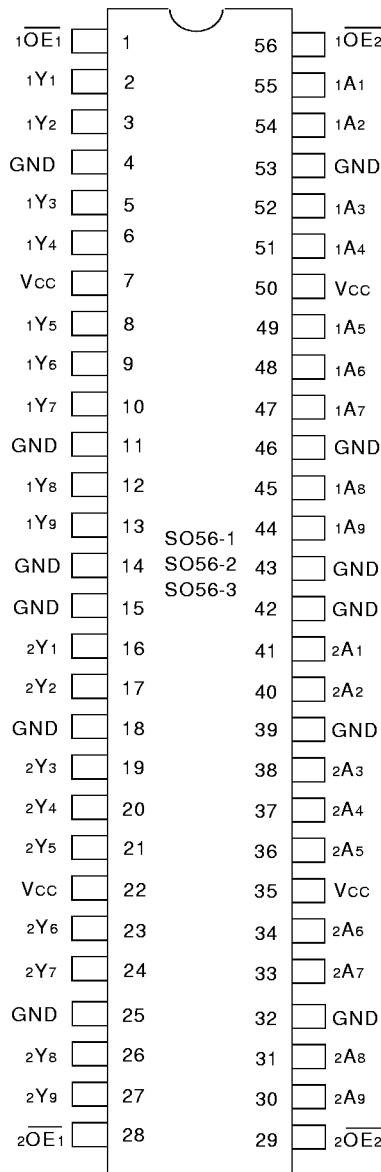 1OE1 1 56 1OE2
1Y1 2 55 1A1
1Y2 3 54 1A2
GND 4 53 GND
1Y3 5 52 1A3
1Y4 6 51 1A4
VCC 7 50 VCC
1Y5 8 49 1A5
1Y6 9 48 1A6
1Y7 10 47 1A7
GND 11 46 GND
1Y8 12 45 1A8
1Y9 13 44 1A9
SO56-1
GND 14 SO56-2 43 GND
SO56-3
GND 15 42 GND
2Y1 16 41 2A1
2Y2 17 40 2A2
GND 18 39 GND
2Y3 19 38 2A3
2Y4 20 37 2A4
2Y5 21 36 2A5
VCC 22 35 VCC
2Y6 23 34 2A6
2Y7 24 33 2A7
GND 25 32 GND
2Y8 26 31 2A8
2Y9 27 30 2A9
2OE1 28 29 2OE2